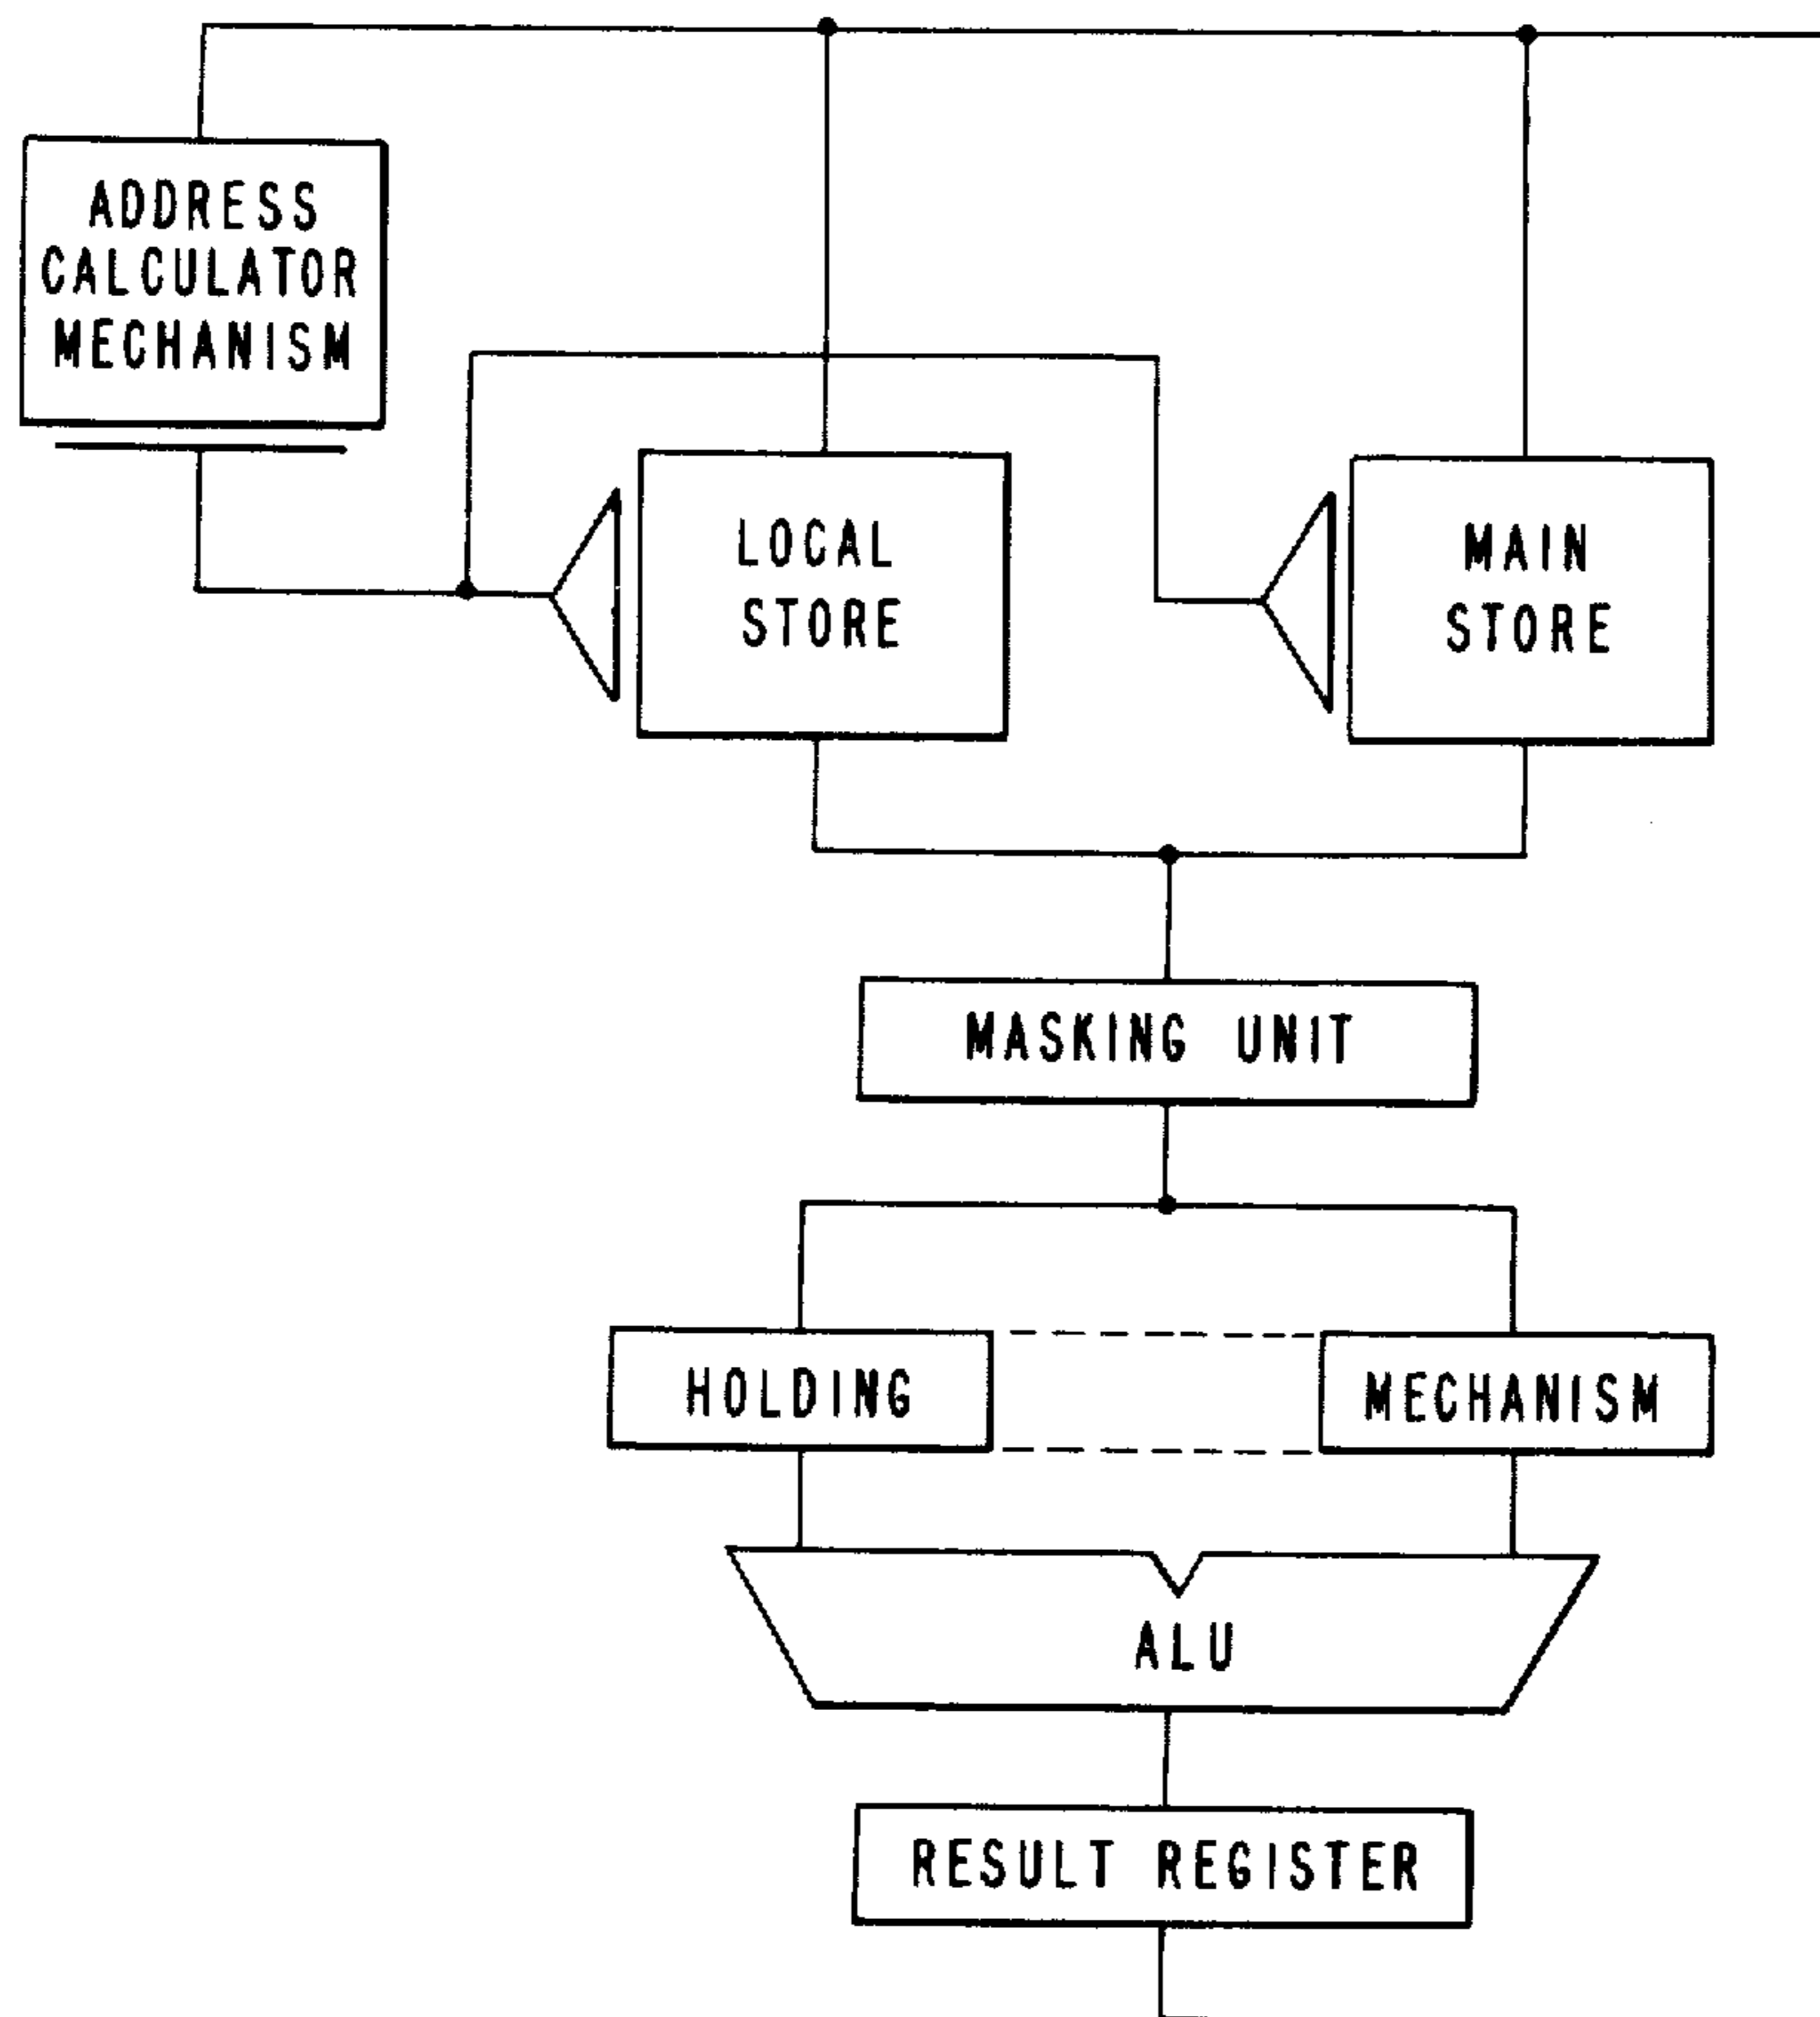 ADDRESS
CALCULATOR
MECHANISM
LOCAL
STORE
MAIN
STORE
MASKING UNIT
HOLDING
MECHANISM
ALU
RESULT REGISTER